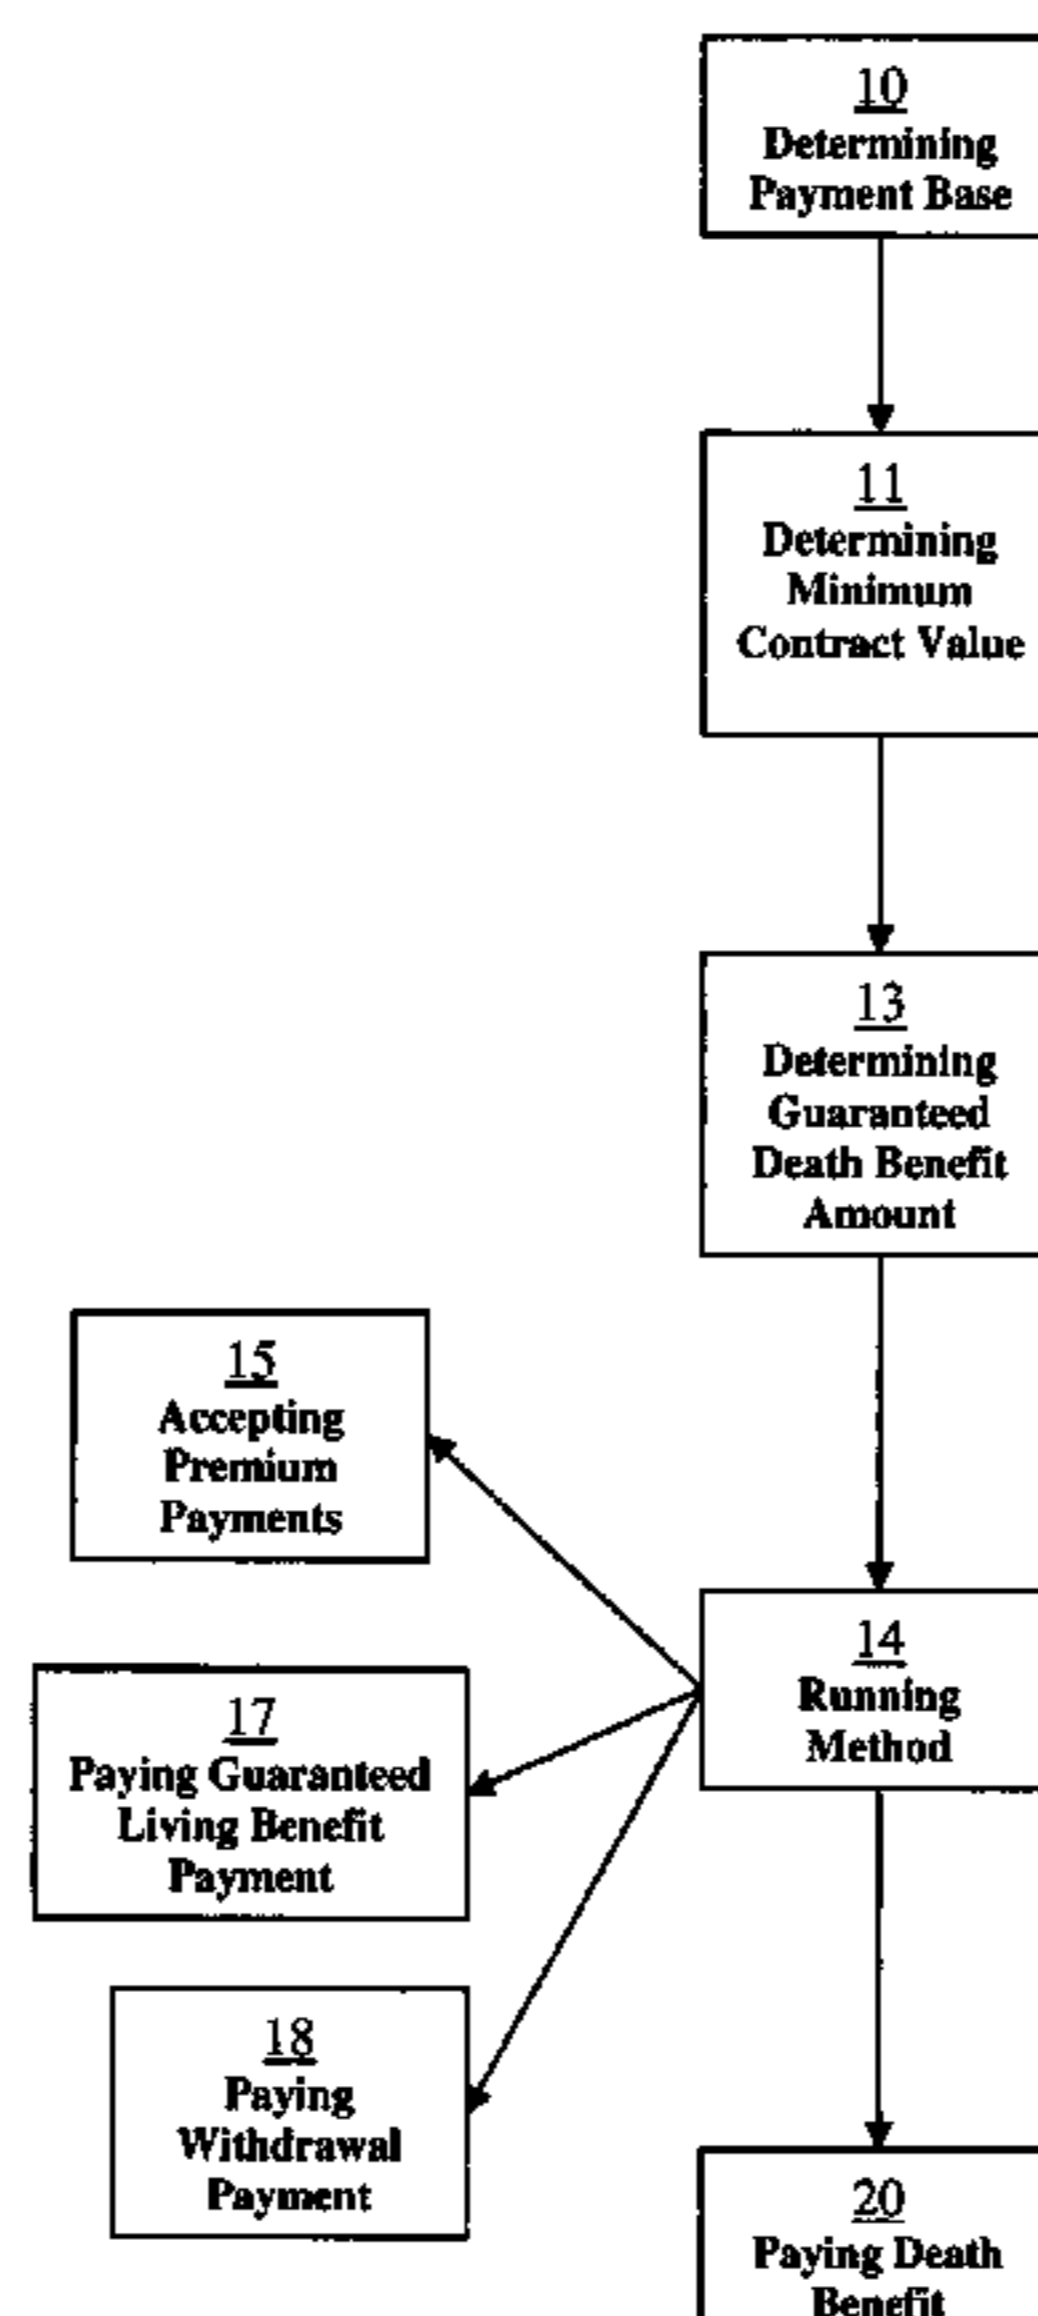 10
Determining
Payment Base
11
Determining
Minimum
Contract Value
13
Determining
Guaranteed
Death Benefit
Amount
15
Accepting
Premium
Payments
14
Running
Method
17
Paying Guaranteed
Living Benefit
Payment
18
Paying
Withdrawal
Payment
20
Paying Death
Benefit